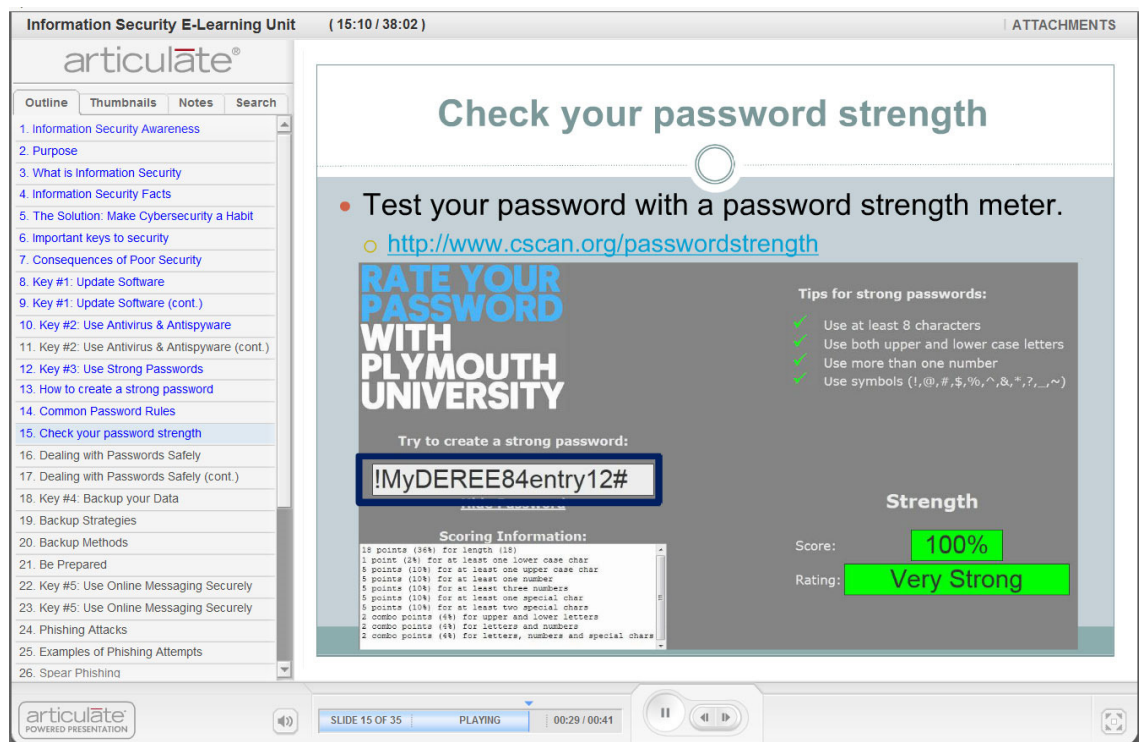 Information Security E-Learning Unit ( 15:10 / 38:02 ) ATTACHMENTS
articulate®
Outline Thumbnails Notes Search
1. Information Security Awareness
2. Purpose
3. What is Information Security
4. Information Security Facts
5. The Solution: Make Cybersecurity a Habit
6. Important keys to security
7. Consequences of Poor Security
8. Key #1: Update Software
9. Key #1: Update Software (cont.)
10. Key #2: Use Antivirus & Antispyware
11. Key #2: Use Antivirus & Antispyware (cont.)
12. Key #3: Use Strong Passwords
13. How to create a strong password
14. Common Password Rules
15. Check your password strength
16. Dealing with Passwords Safely
17. Dealing with Passwords Safely (cont.)
18. Key #4: Backup your Data
19. Backup Strategies
20. Backup Methods
21. Be Prepared
22. Key #5: Use Online Messaging Securely
23. Key #5: Use Online Messaging Securely
24. Phishing Attacks
25. Examples of Phishing Attempts
26. Spear Phishing
Check your password strength
• Test your password with a password strength meter.
http://www.cscan.org/passwordstrength
RATE YOUR
PASSWORD
WITH
PLYMOUTH
UNIVERSITY
Tips for strong passwords:
Use at least 8 characters
Use both upper and lower case letters
Use more than one number
Use symbols (!,@,#,$,%,^,&,*,?,_,~)
Try to create a strong password:
!MyDEREE84entry12#
Hide Password
Scoring Information:
18 points (36%) for length (18)
1 point (2%) for at least one lower case char
5 points (10%) for at least one upper case char
5 points (10%) for at least one number
5 points (10%) for at least three numbers
5 points (10%) for at least one special char
5 points (10%) for at least two special chars
2 combo points (4%) for upper and lower letters
2 combo points (4%) for letters and numbers
2 combo points (4%) for letters, numbers and special chars
Strength
Score: 100%
Rating: Very Strong
articulate
POWERED PRESENTATION
SLIDE 15 OF 35 PLAYING 00:29 / 00:41